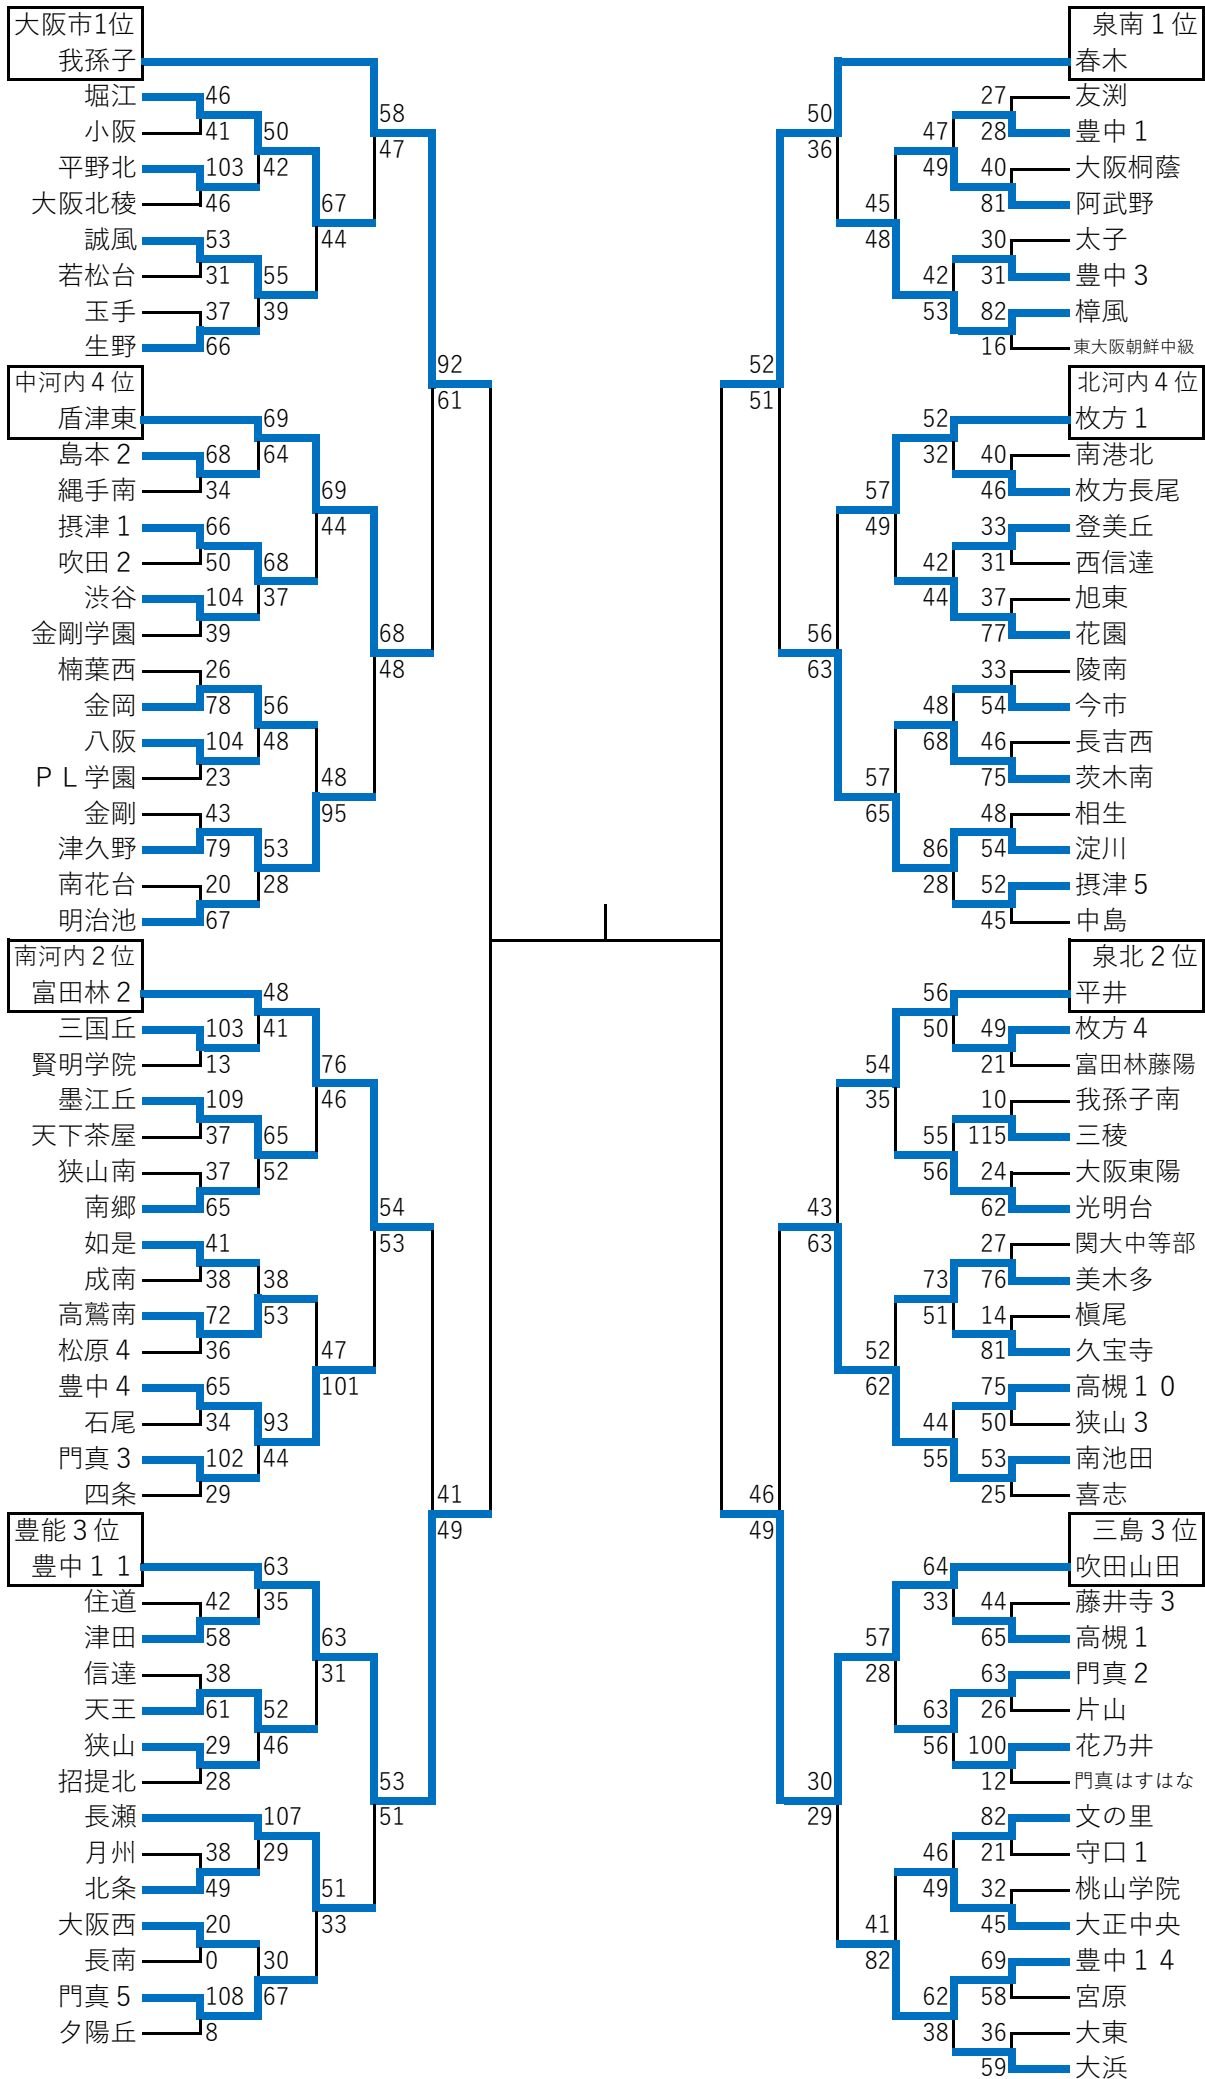 大阪市1位
我孫子
堀江
46
小阪
41
50
平野北
103
42
大阪北稜
46
67
誠風
53
44
若松台
31
55
玉手
37
39
生野
66
58
47
中河内４位
盾津東
69
島本２
68
64
縄手南
34
69
摂津１
66
44
吹田２
50
68
渋谷
104
37
金剛学園
39
68
楠葉西
26
48
金岡
78
56
八阪
104
48
ＰＬ学園
23
48
金剛
43
95
津久野
79
53
南花台
20
28
明治池
67
92
61
南河内２位
富田林２
48
三国丘
103
41
賢明学院
13
76
墨江丘
109
46
天下茶屋
37
65
狭山南
37
52
南郷
65
54
如是
41
53
成南
38
38
高鷲南
72
53
松原４
36
47
豊中４
65
101
石尾
34
93
門真３
102
44
四条
29
41
49
豊能３位
豊中１１
63
住道
42
35
津田
58
63
信達
38
31
天王
61
52
狭山
29
46
招提北
28
53
長瀬
107
51
月州
38
29
北条
49
51
大阪西
20
33
長南
0
30
門真５
108
67
夕陽丘
8
泉南１位
春木
50
36
27
友渕
47
28
豊中１
49
40
大阪桐蔭
45
81
阿武野
48
30
太子
42
31
豊中３
53
82
樟風
16
東大阪朝鮮中級
52
51
北河内４位
52
枚方１
32
40
南港北
57
46
枚方長尾
49
33
登美丘
42
31
西信達
44
37
旭東
56
77
花園
63
33
陵南
48
54
今市
68
46
長吉西
57
75
茨木南
65
48
相生
86
54
淀川
28
52
摂津５
45
中島
泉北２位
56
平井
50
49
枚方４
54
21
富田林藤陽
35
10
我孫子南
55
115
三稜
56
24
大阪東陽
43
62
光明台
63
27
関大中等部
73
76
美木多
51
14
槇尾
52
81
久宝寺
62
75
高槻１０
44
50
狭山３
55
53
南池田
46
25
喜志
49
三島３位
64
吹田山田
33
44
藤井寺３
57
65
高槻１
28
63
門真２
63
26
片山
56
100
花乃井
30
12
門真はすはな
29
82
文の里
46
21
守口１
49
32
桃山学院
41
45
大正中央
82
69
豊中１４
62
58
宮原
38
36
大東
59
大浜